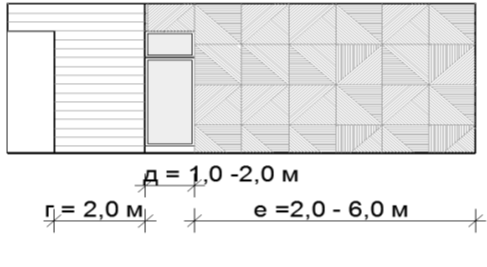 д = 1,0 -2,0 м
г = 2,0 м
е =2,0 - 6,0 м